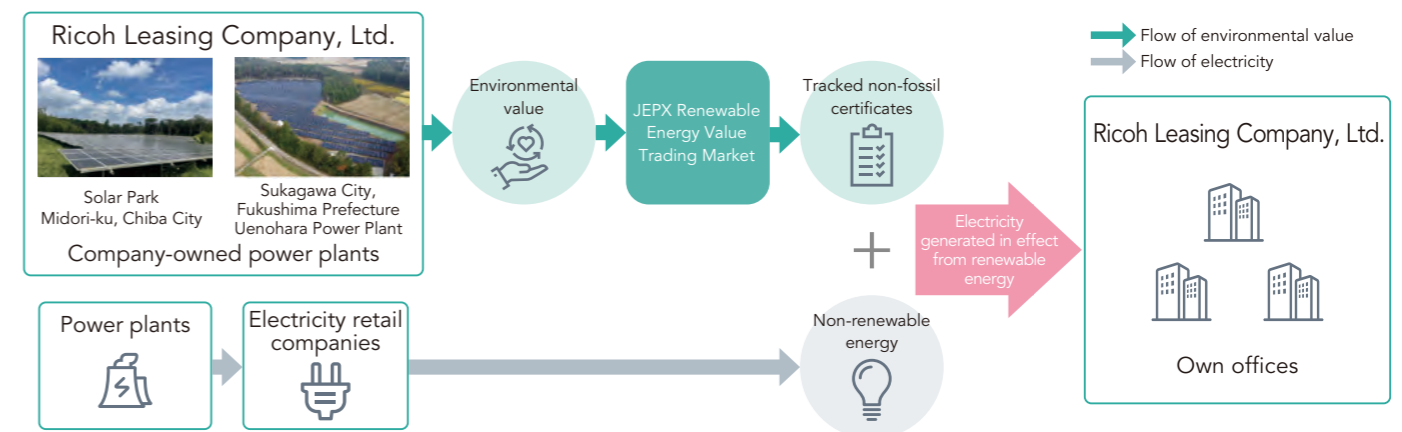 Ricoh Leasing Company, Ltd.
Solar Park
Midori-ku, Chiba City
Sukagawa City,
Fukushima Prefecture
Uenohara Power Plant
Company-owned power plants
Environmental
value
JEPX Renewable
Energy Value
Trading Market
Tracked non-fossil
certificates
+
Power plants
Electricity retail
companies
Non-renewable
energy
Electricity
generated in effect
from renewable
energy
Flow of environmental value
Flow of electricity
Ricoh Leasing Company, Ltd.
Own offices